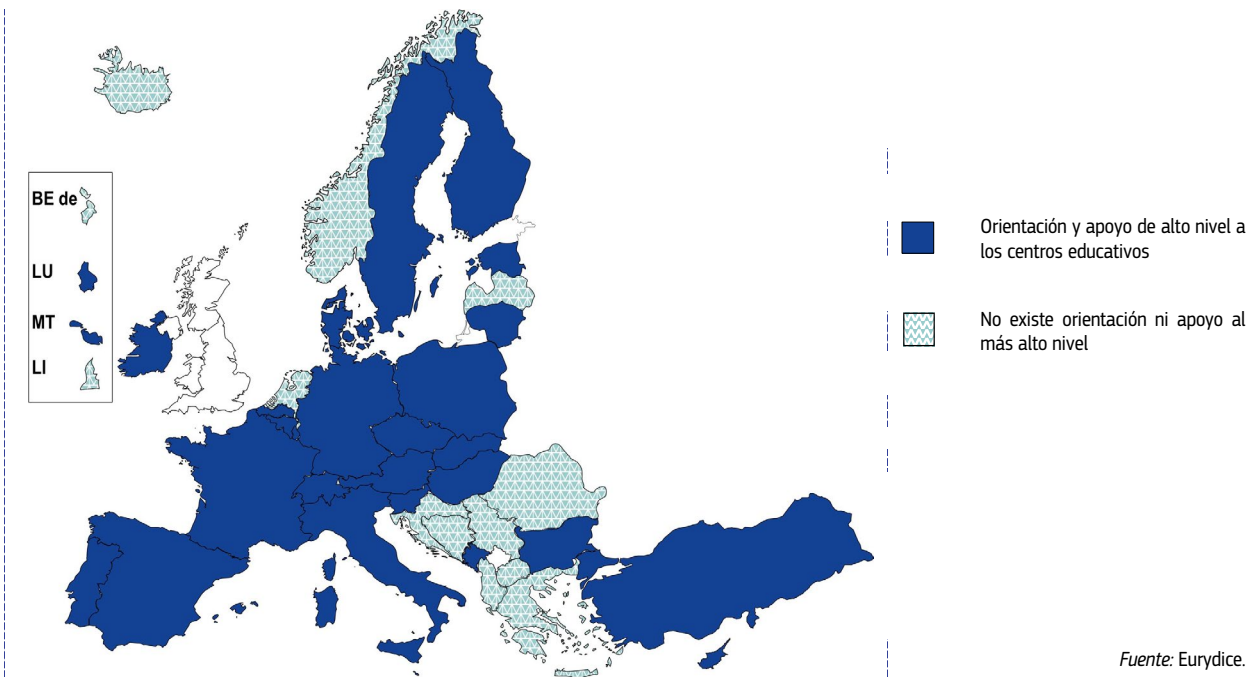 BE de
LU
MT
LI
Orientación y apoyo de alto nivel a
los centros educativos
No existe orientación ni apoyo al
más alto nivel
Fuente: Eurydice.